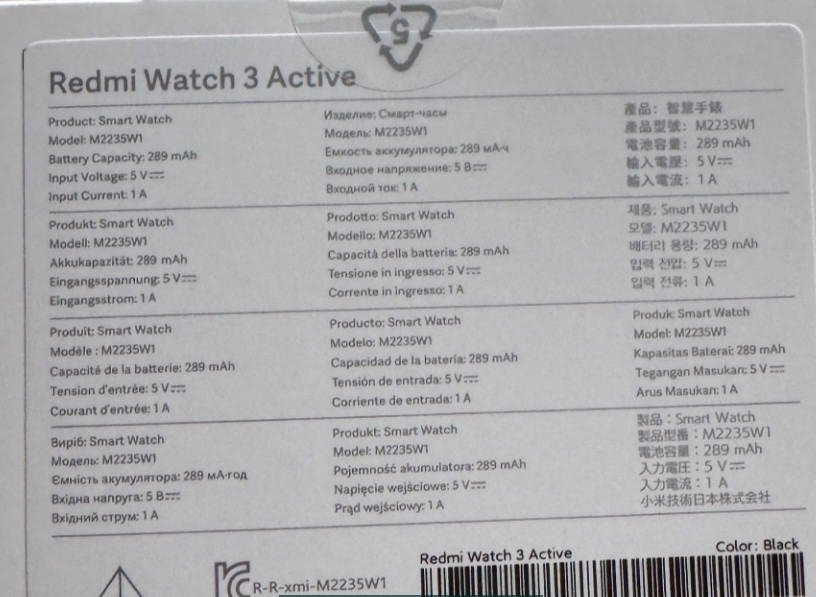 5
Redmi Watch 3 Active
Product: Smart Watch
Model: M2235W1
Battery Capacity: 289 mAh
Input Voltage: 5 V⎓
Input Current: 1 A
Изделие: Смарт-часы
Модель: M2235W1
Емкость аккумулятора: 289 мА·ч
Входное напряжение: 5 В⎓
Входной ток: 1 A
產品: 智慧手錶
產品型號: M2235W1
電池容量: 289 mAh
輸入電壓: 5 V⎓
輸入電流: 1 A
Produkt: Smart Watch
Modell: M2235W1
Akkukapazität: 289 mAh
Eingangsspannung: 5 V⎓
Eingangsstrom: 1 A
Prodotto: Smart Watch
Modello: M2235W1
Capacità della batteria: 289 mAh
Tensione in ingresso: 5 V⎓
Corrente in ingresso: 1 A
제품: Smart Watch
모델: M2235W1
배터리 용량: 289 mAh
입력 전압: 5 V⎓
입력 전류: 1 A
Produit: Smart Watch
Modèle : M2235W1
Capacité de la batterie: 289 mAh
Tension d'entrée: 5 V⎓
Courant d'entrée: 1 A
Producto: Smart Watch
Modelo: M2235W1
Capacidad de la batería: 289 mAh
Tensión de entrada: 5 V⎓
Corriente de entrada: 1 A
Produk: Smart Watch
Model: M2235W1
Kapasitas Baterai: 289 mAh
Tegangan Masukan: 5 V⎓
Arus Masukan: 1 A
Виріб: Smart Watch
Модель: M2235W1
Ємність акумулятора: 289 мА·год
Вхідна напруга: 5 В⎓
Вхідний струм: 1 A
Produkt: Smart Watch
Model: M2235W1
Pojemność akumulatora: 289 mAh
Napięcie wejściowe: 5 V⎓
Prąd wejściowy: 1 A
製品：Smart Watch
製品型番：M2235W1
電池容量：289 mAh
入力電圧：5 V⎓
入力電流：1 A
小米技術日本株式会社
R-R-xmi-M2235W1
Redmi Watch 3 Active
Color: Black